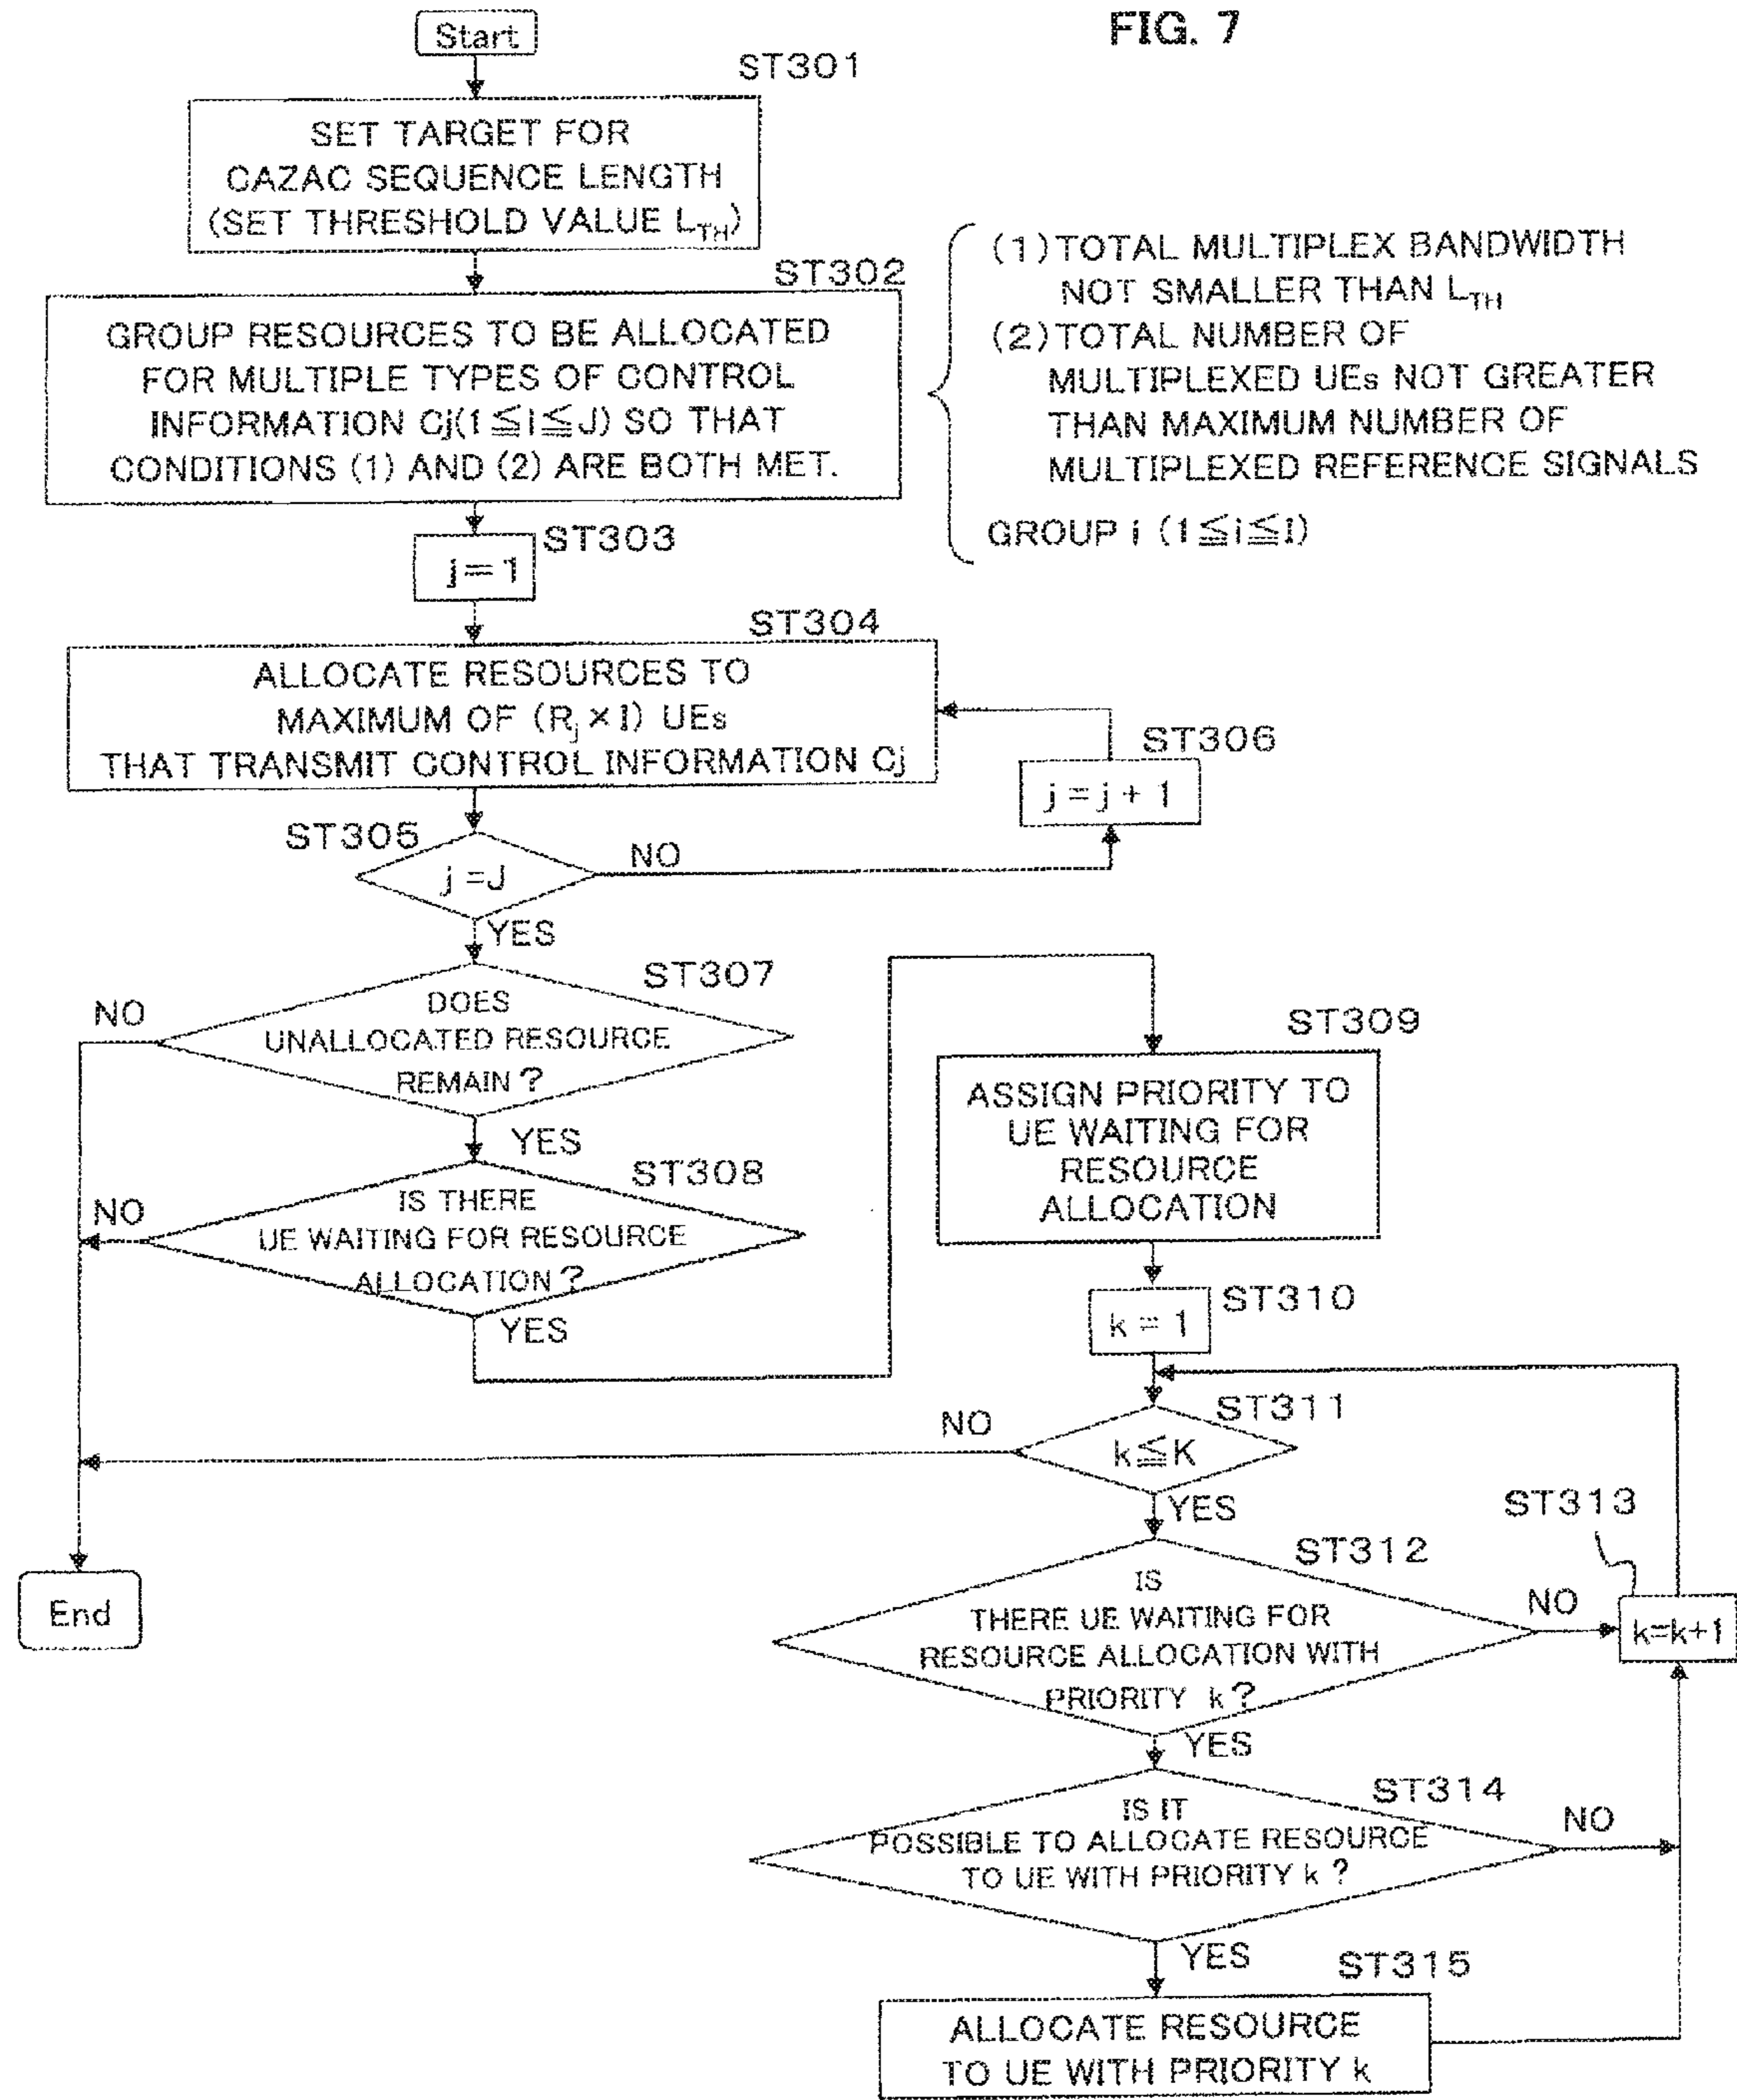 FIG. 7
Start
ST301
SET TARGET FOR
CAZAC SEQUENCE LENGTH
(SET THRESHOLD VALUE L_TH)
ST302
GROUP RESOURCES TO BE ALLOCATED
FOR MULTIPLE TYPES OF CONTROL
INFORMATION Cj(1≦i≦J) SO THAT
CONDITIONS (1) AND (2) ARE BOTH MET.
(1) TOTAL MULTIPLEX BANDWIDTH
NOT SMALLER THAN L_TH
(2) TOTAL NUMBER OF
MULTIPLEXED UEs NOT GREATER
THAN MAXIMUM NUMBER OF
MULTIPLEXED REFERENCE SIGNALS
GROUP i (1≦i≦I)
ST303
j=1
ST304
ALLOCATE RESOURCES TO
MAXIMUM OF (R_j × I) UEs
THAT TRANSMIT CONTROL INFORMATION Cj
ST306
j = j + 1
ST305
j =J
NO
YES
ST307
DOES
UNALLOCATED RESOURCE
REMAIN ?
NO
YES
ST308
IS THERE
UE WAITING FOR RESOURCE
ALLOCATION ?
NO
YES
ST309
ASSIGN PRIORITY TO
UE WAITING FOR
RESOURCE
ALLOCATION
ST310
k = 1
ST311
k≦K
NO
YES
ST312
IS
THERE UE WAITING FOR
RESOURCE ALLOCATION WITH
PRIORITY k ?
NO
YES
ST313
k=k+1
End
ST314
IS IT
POSSIBLE TO ALLOCATE RESOURCE
TO UE WITH PRIORITY k ?
NO
YES
ST315
ALLOCATE RESOURCE
TO UE WITH PRIORITY k